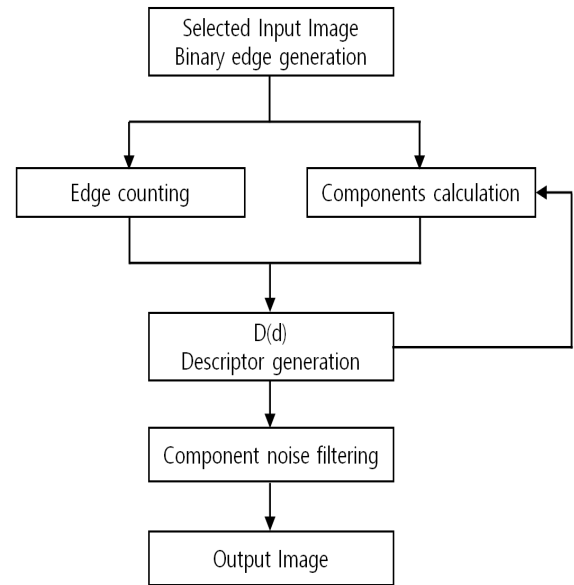 Selected Input Image
Binary edge generation
Edge counting
Components calculation
D(d)
Descriptor generation
Component noise filtering
Output Image